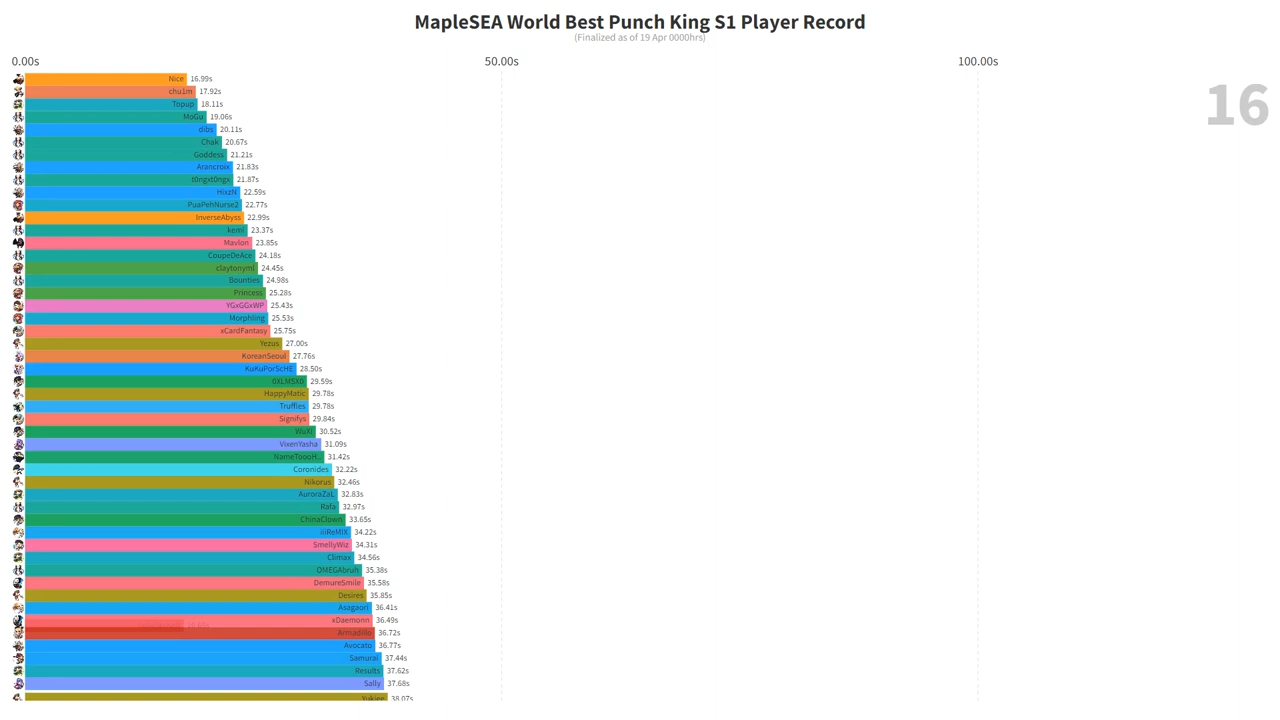 MapleSEA World Best Punch King S1 Player Record
(Finalized as of 19 Apr 0000hrs)
0.00s 50.00s 100.00s
16
Nice 16.99s
chuim 17.92s
Topup 18.11s
MoGu 19.06s
dibs 20.11s
Chak 20.67s
Goddess 21.21s
Arancroix 21.83s
t0ngxt0ngx 21.87s
HixzN 22.59s
PuaPehNurse2 22.77s
InverseAbyss 22.99s
kemi 23.37s
Mavlon 23.85s
CoupeDeAce 24.18s
claytonyml 24.45s
Bounties 24.98s
Princess 25.28s
YGxGGxWP 25.43s
Morphling 25.53s
xCardFantasy 25.75s
Yezus 27.00s
KoreanSeoul 27.76s
KuKuPorScHE 28.50s
0XLMSX0 29.59s
HappyMatic 29.78s
Truffles 29.78s
Signifys 29.84s
WuXi 30.52s
VixenYasha 31.09s
NameToooH... 31.42s
Coronides 32.22s
Nikorus 32.46s
AuroraZaL 32.83s
Rafa 32.97s
ChinaClown 33.65s
iiiReMIX 34.22s
SmellyWiz 34.31s
Climax 34.56s
OMEGAbruh 35.38s
DemureSmile 35.58s
Desires 35.85s
Asagaori 36.41s
xDaemonn 36.49s
Armadillo 36.72s
Avocato 36.77s
Samurai 37.44s
Results 37.62s
Sally 37.68s
Yukiee 38.07s